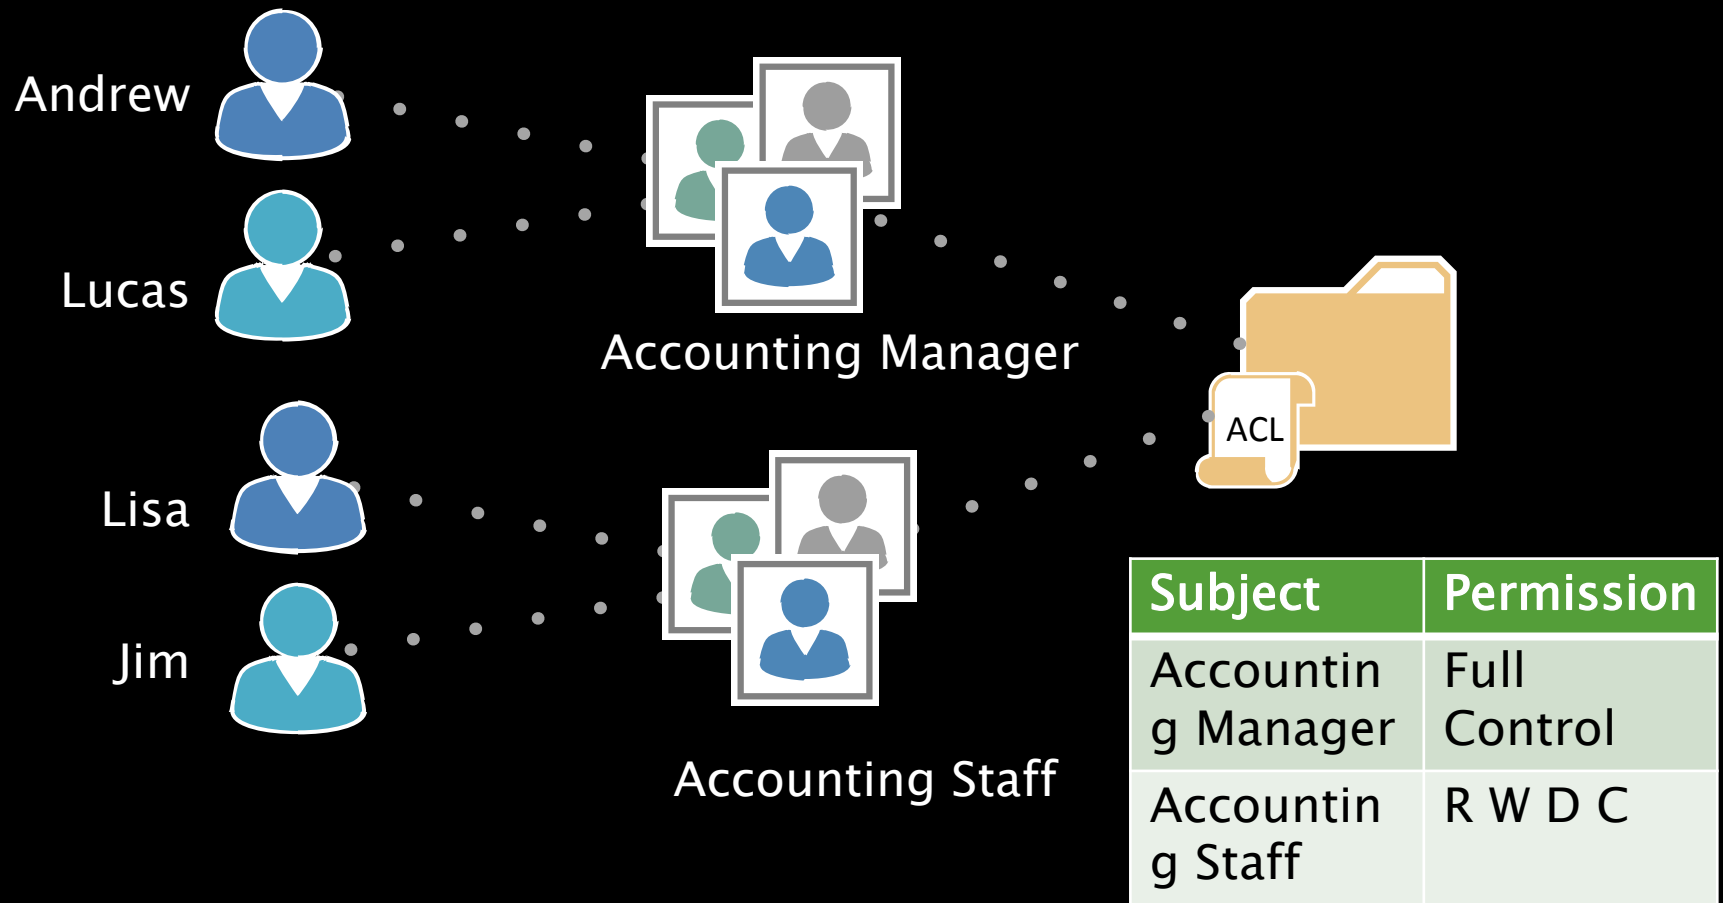 Andrew
Lucas
Accounting Manager
ACL
Lisa
Jim
Accounting Staff
Subject Permission
Accountin Full
g Manager Control
Accountin R W D C
g Staff